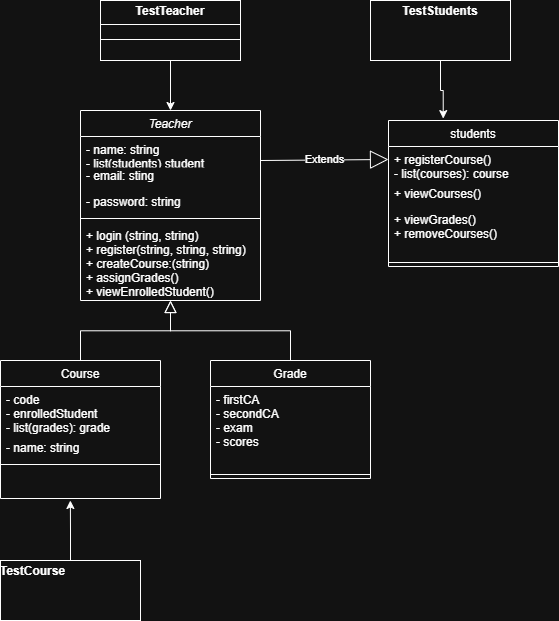 TestTeacher
TestStudents
Teacher
- name: string
- list(students) student
- email: sting
- password: string
+ login (string, string)
+ register(string, string, string)
+ createCourse:(string)
+ assignGrades()
+ viewEnrolledStudent()
Extends
students
+ registerCourse()
- list(courses): course
+ viewCourses()
+ viewGrades()
+ removeCourses()
Course
- code
- enrolledStudent
- list(grades): grade
- name: string
Grade
- firstCA
- secondCA
- exam
- scores
TestCourse